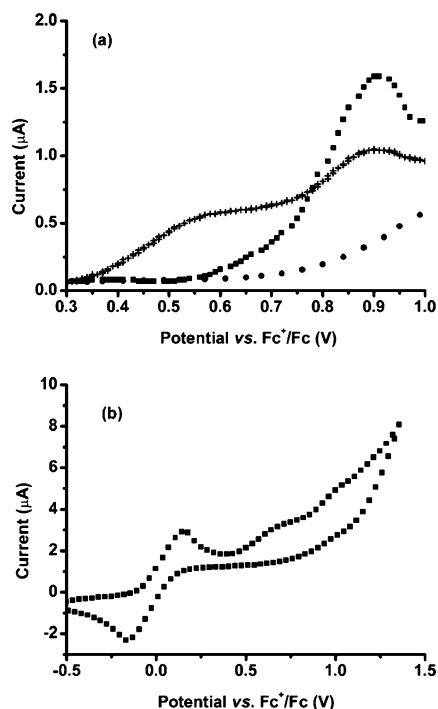 (a)
Current (μA)
2.0
1.5
1.0
0.5
0.0
0.3 0.4 0.5 0.6 0.7 0.8 0.9 1.0
Potential vs. Fc⁺/Fc (V)
(b)
Current (μA)
10
8
6
4
2
0
-2
-0.5 0.0 0.5 1.0 1.5
Potential vs. Fc⁺/Fc (V)